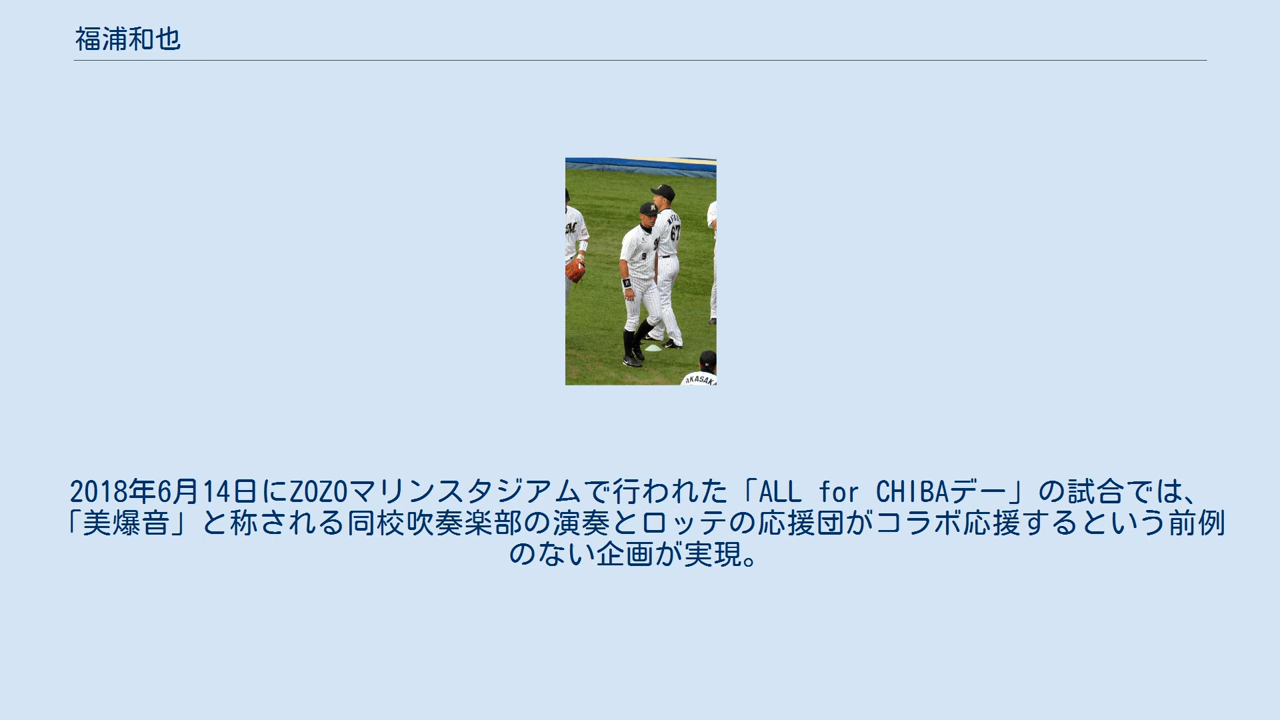 福浦和也
67
AKASAKA
2018年6月14日にZOZOマリンスタジアムで行われた「ALL for CHIBAデー」の試合では、
「美爆音」と称される同校吹奏楽部の演奏とロッテの応援団がコラボ応援するという前例
のない企画が実現。